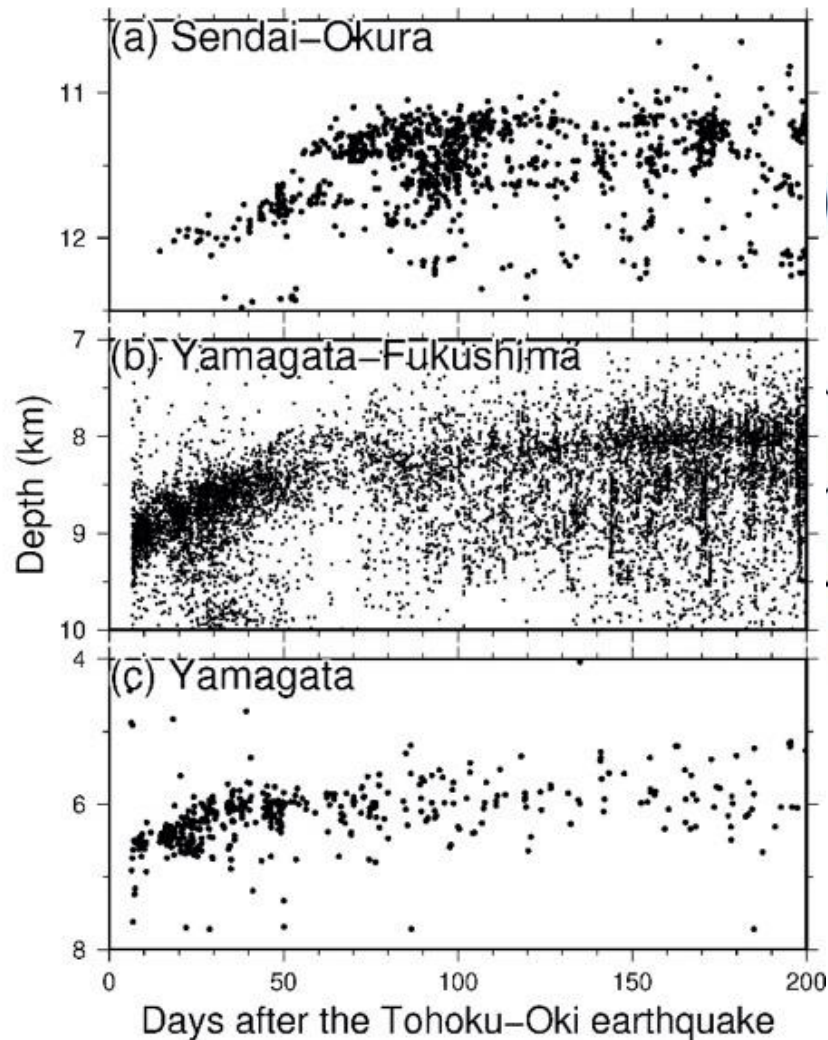 (a) Sendai–Okura
11
12
(b) Yamagata–Fukushima
7
8
9
10
Depth (km)
(c) Yamagata
4
6
8
0 50 100 150 200
Days after the Tohoku–Oki earthquake